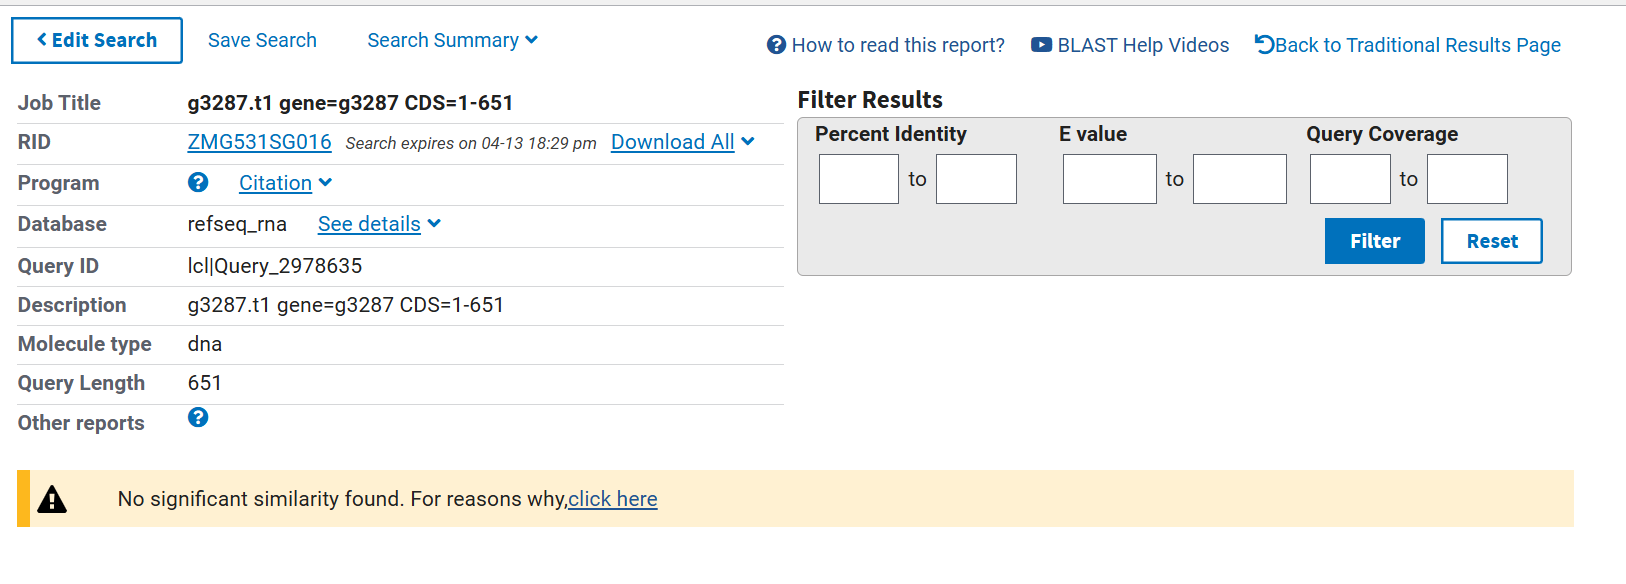 Edit Search Save Search Search Summary How to read this report? BLAST Help Videos Back to Traditional Results Page
Job Title g3287.t1 gene=g3287 CDS=1-651
RID ZMG531SG016 Search expires on 04-13 18:29 pm Download All
Program Citation
Database refseq_rna See details
Query ID lcl|Query_2978635
Description g3287.t1 gene=g3287 CDS=1-651
Molecule type dna
Query Length 651
Other reports
Filter Results
Percent Identity E value Query Coverage
to to to
Filter Reset
No significant similarity found. For reasons why,click here